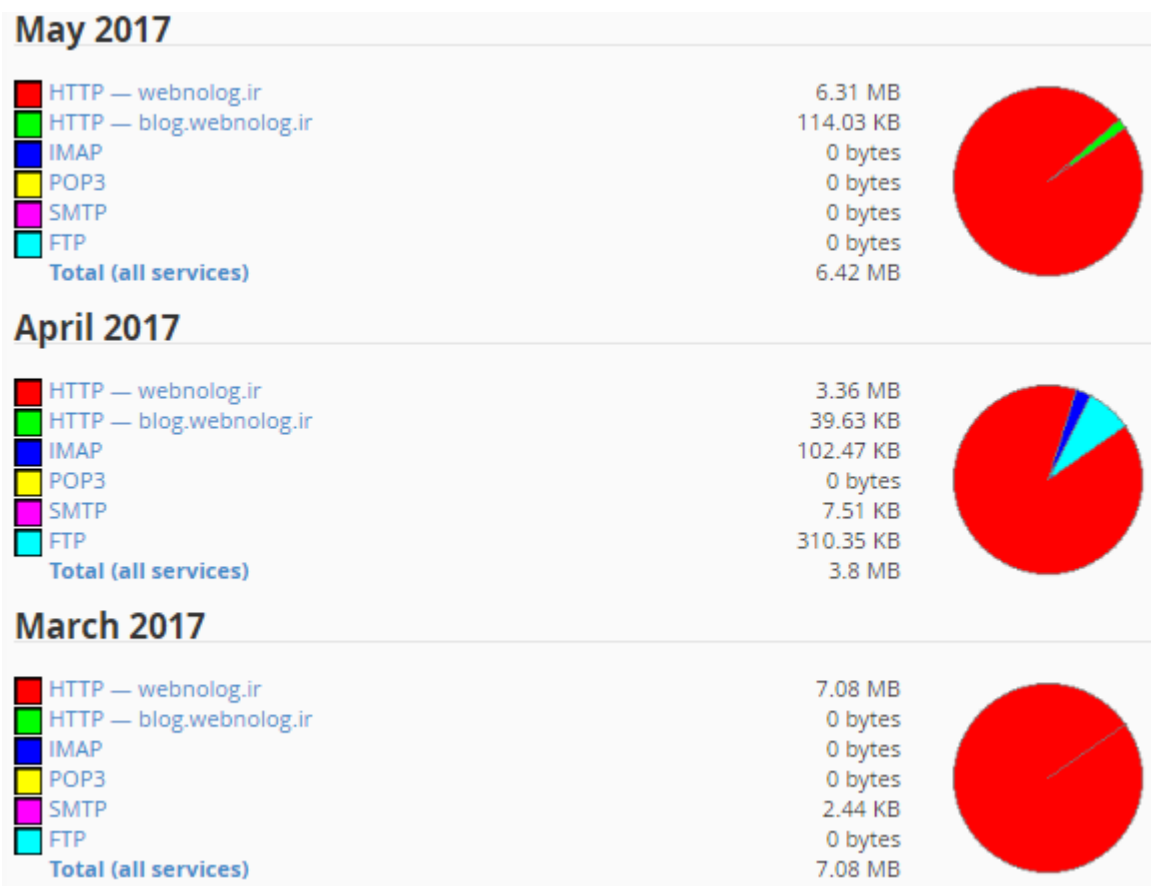 May 2017
HTTP — webnolog.ir 6.31 MB
HTTP — blog.webnolog.ir 114.03 KB
IMAP 0 bytes
POP3 0 bytes
SMTP 0 bytes
FTP 0 bytes
Total (all services) 6.42 MB
April 2017
HTTP — webnolog.ir 3.36 MB
HTTP — blog.webnolog.ir 39.63 KB
IMAP 102.47 KB
POP3 0 bytes
SMTP 7.51 KB
FTP 310.35 KB
Total (all services) 3.8 MB
March 2017
HTTP — webnolog.ir 7.08 MB
HTTP — blog.webnolog.ir 0 bytes
IMAP 0 bytes
POP3 0 bytes
SMTP 2.44 KB
FTP 0 bytes
Total (all services) 7.08 MB